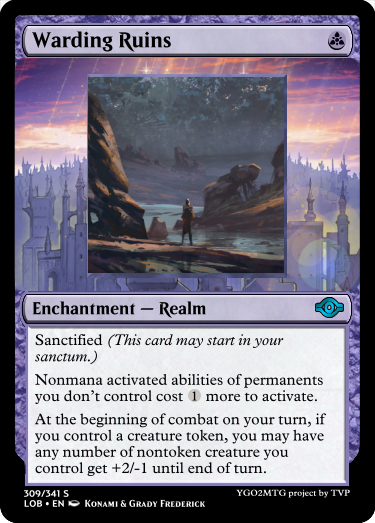 Warding Ruins
Enchantment — Realm
Sanctified (This card may start in your
sanctum.)
Nonmana activated abilities of permanents
you don't control cost 1 more to activate.
At the beginning of combat on your turn, if
you control a creature token, you may have
any number of nontoken creature you
control get +2/-1 until end of turn.
309/341 S
LOB • EN Konami & Grady Frederick
YGO2MTG project by TVP